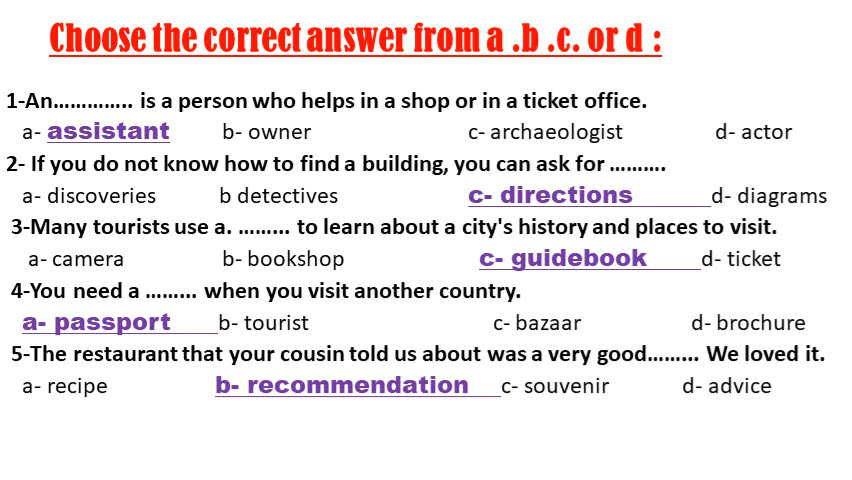 Choose the correct answer from a .b .c. or d :
1-An………….. is a person who helps in a shop or in a ticket office.
a- assistant b- owner c- archaeologist d- actor
2- If you do not know how to find a building, you can ask for ……….
a- discoveries b detectives c- directions d- diagrams
3-Many tourists use a. ……... to learn about a city's history and places to visit.
a- camera b- bookshop c- guidebook d- ticket
4-You need a ……... when you visit another country.
a- passport b- tourist c- bazaar d- brochure
5-The restaurant that your cousin told us about was a very good……... We loved it.
a- recipe b- recommendation c- souvenir d- advice